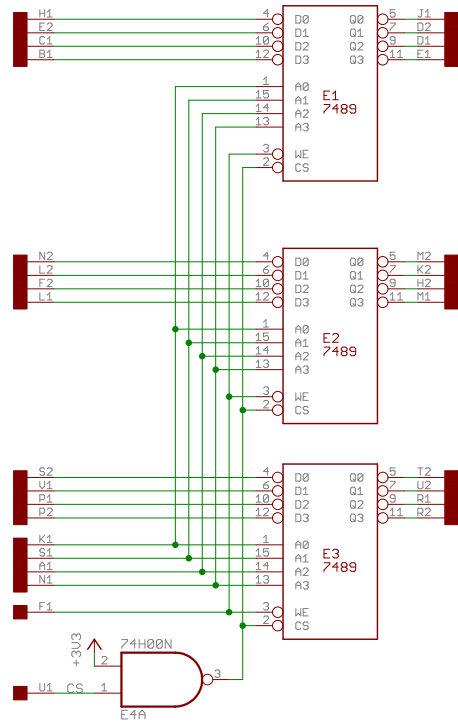 H1 4 D0 Q0 5 J1
E2 6 D1 Q1 7 D2
C1 10 D2 Q2 9 D1
B1 12 D3 Q3 11 E1
1 A0
15 A1 E1
14 A2 7489
13 A3
3 WE
2 CS
N2 4 D0 Q0 5 M2
L2 6 D1 Q1 7 K2
F2 10 D2 Q2 9 H2
L1 12 D3 Q3 11 M1
1 A0
15 A1 E2
14 A2 7489
13 A3
3 WE
2 CS
S2 4 D0 Q0 5 T2
V1 6 D1 Q1 7 U2
P1 10 D2 Q2 9 R1
P2 12 D3 Q3 11 R2
K1 1 A0
S1 15 A1 E3
A1 14 A2 7489
N1 13 A3
F1 3 WE
2 CS
74H00N
+3V3 2
3
U1 CS 1
E4A